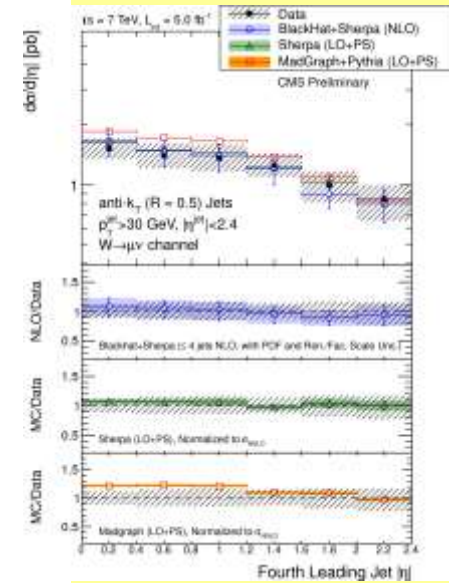 √s = 7 TeV, L_int = 5.0 fb⁻¹
Data
BlackHat+Sherpa (NLO)
Sherpa (LO+PS)
MadGraph+Pythia (LO+PS)
CMS Preliminary
dσ/d|η| [pb]
1
anti-k_T (R = 0.5) Jets
p_T^jet>30 GeV, |η^jet|<2.4
W→μν channel
NLO/Data
1.5
1
0.5
Blackhat+Sherpa (≤ 4 jets NLO, with PDF and Ren./Fac. Scale Unc.)
MC/Data
1.5
1
0.5
Sherpa (LO+PS), Normalized to σ_NNLO
MC/Data
1.5
1
0.5
Madgraph (LO+PS), Normalized to σ_NNLO
0 0.2 0.4 0.6 0.8 1 1.2 1.4 1.6 1.8 2 2.2 2.4
Fourth Leading Jet |η|